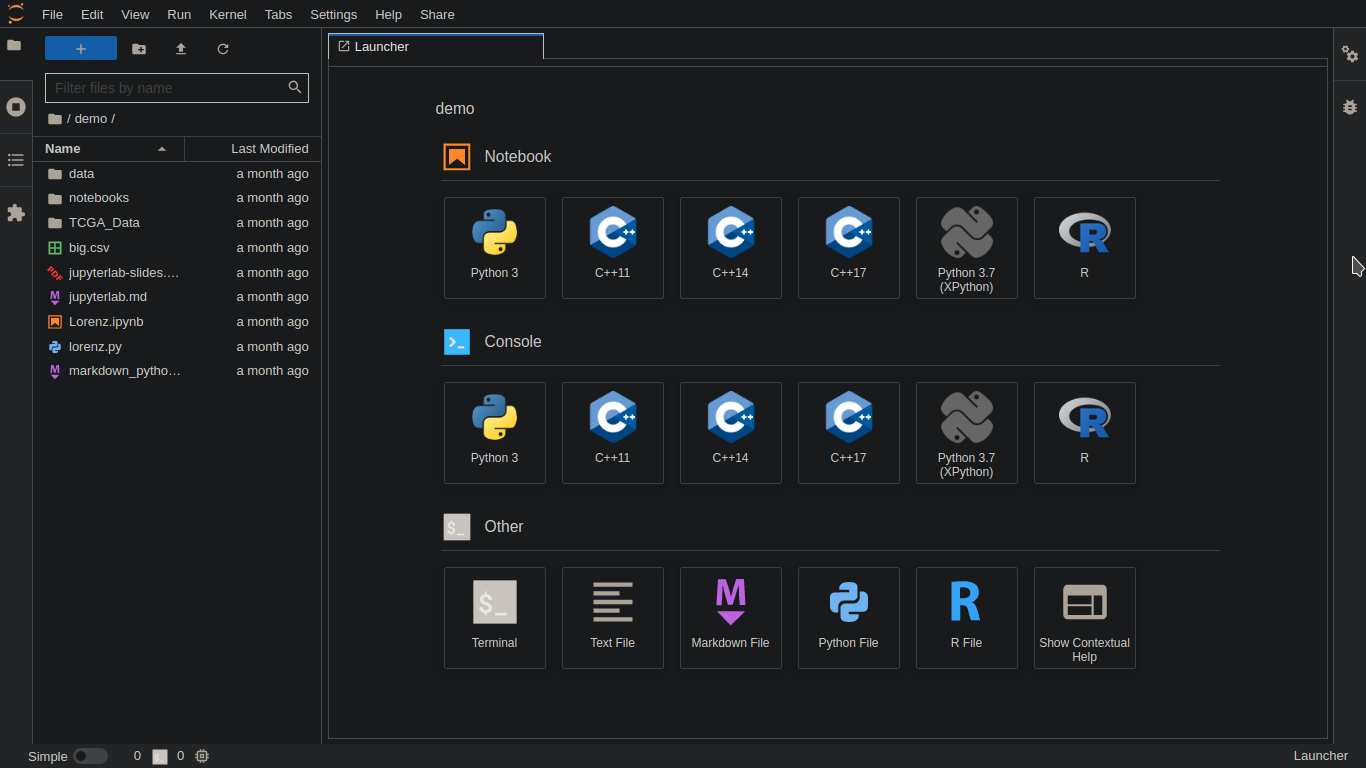 File Edit View Run Kernel Tabs Settings Help Share
Launcher
Filter files by name
/ demo /
Name Last Modified
data a month ago
notebooks a month ago
TCGA_Data a month ago
big.csv a month ago
jupyterlab-slides.… a month ago
jupyterlab.md a month ago
Lorenz.ipynb a month ago
lorenz.py a month ago
markdown_pytho… a month ago
demo
Notebook
Python 3 C++11 C++14 C++17 Python 3.7 (XPython) R
Console
Python 3 C++11 C++14 C++17 Python 3.7 (XPython) R
$_ Other
$_ M R
Terminal Text File Markdown File Python File R File Show Contextual Help
Simple 0 $_ 0 Launcher